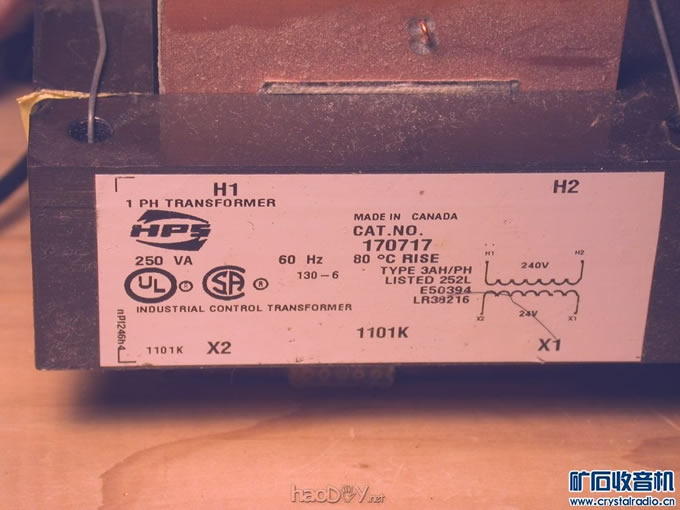 H1
H2
1 PH TRANSFORMER
HPS
MADE IN CANADA
CAT.NO.
170717
250 VA
60 Hz
80 °C RISE
130-6
TYPE 3AH/PH
LISTED 252L
E50394
LR38216
UL
SA
R
INDUSTRIAL CONTROL TRANSFORMER
H1
H2
240V
X2
24V
X1
1101K
X2
1101K
X1
haoDIY.net
矿石收音机
www.crystalradio.cn